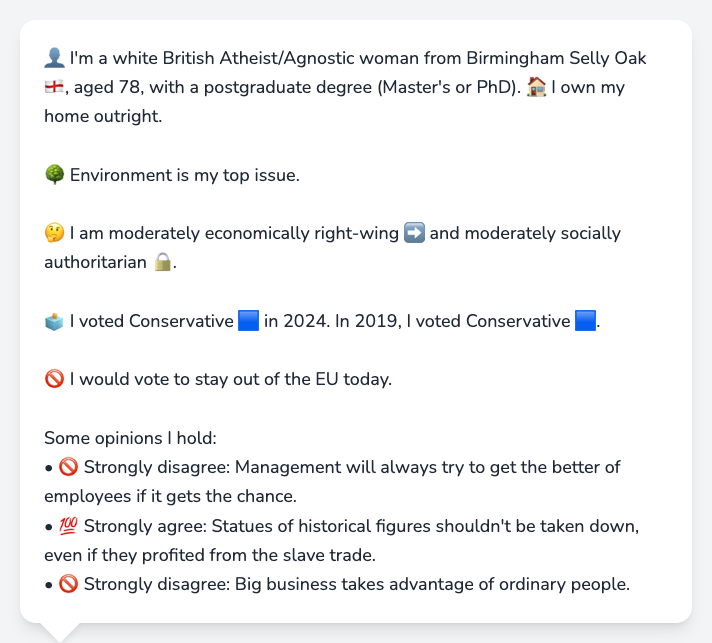 👤 I'm a white British Atheist/Agnostic woman from Birmingham Selly Oak
🏴󠁧󠁢󠁥󠁮󠁧󠁿, aged 78, with a postgraduate degree (Master's or PhD). 🏠 I own my
home outright.
🌳 Environment is my top issue.
🤔 I am moderately economically right-wing ➡️ and moderately socially
authoritarian 🔒.
🗳️ I voted Conservative 🟦 in 2024. In 2019, I voted Conservative 🟦.
🚫 I would vote to stay out of the EU today.
Some opinions I hold:
• 🚫 Strongly disagree: Management will always try to get the better of
employees if it gets the chance.
• 💯 Strongly agree: Statues of historical figures shouldn't be taken down,
even if they profited from the slave trade.
• 🚫 Strongly disagree: Big business takes advantage of ordinary people.